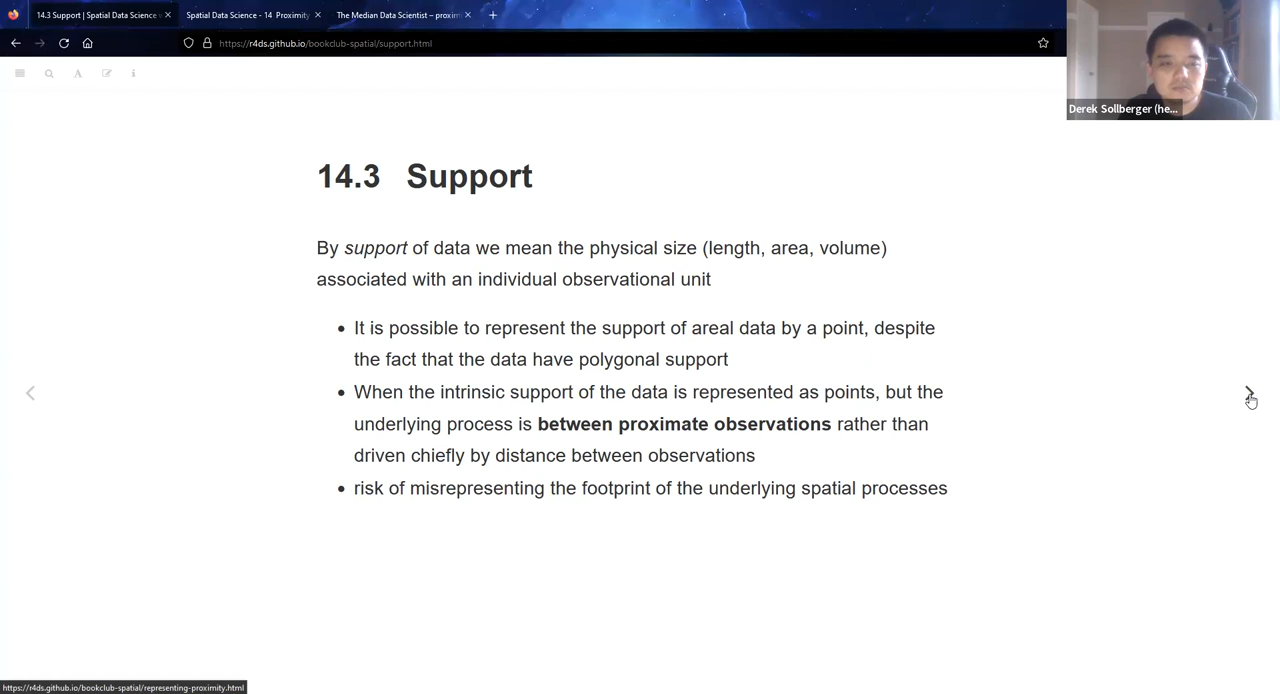 14.3 Support | Spatial Data Science
Spatial Data Science - 14 Proximity
The Median Data Scientist – proxim
https://r4ds.github.io/bookclub-spatial/support.html
Derek Sollberger (he...
14.3 Support
By support of data we mean the physical size (length, area, volume)
associated with an individual observational unit
• It is possible to represent the support of areal data by a point, despite
the fact that the data have polygonal support
• When the intrinsic support of the data is represented as points, but the
underlying process is between proximate observations rather than
driven chiefly by distance between observations
• risk of misrepresenting the footprint of the underlying spatial processes
https://r4ds.github.io/bookclub-spatial/representing-proximity.html